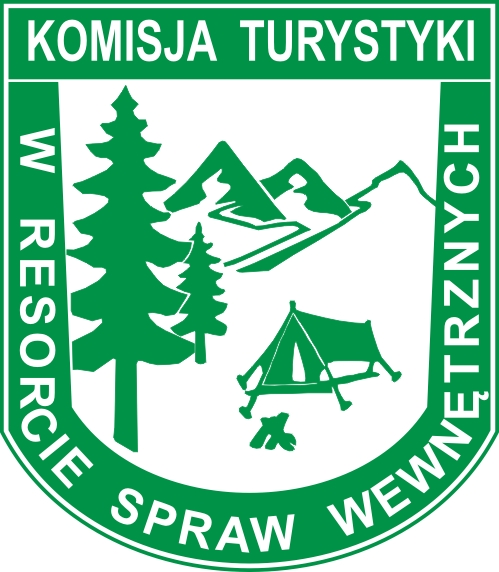 KOMISJA TURYSTYKI
W RESORCIE SPRAW WEWNĘTRZNYCH